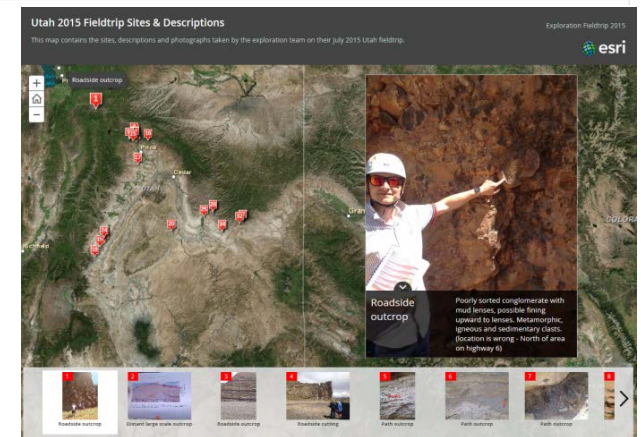 Utah 2015 Fieldtrip Sites & Descriptions
Exploration Fieldtrip 2015
This map contains the sites, descriptions and photographs taken by the exploration team on their July 2015 Utah fieldtrip.
esri
+
Roadside outcrop
1
−
Price
Castle
UTAH
Gran
COLORA
Roadside
outcrop
Poorly sorted conglomerate with
mud lenses, possible fining
upward to lenses. Metamorphic,
igneous and sedimentary clasts.
(location is wrong - North of area
on highway 6)
1
2
3
4
5
6
7
8
Roadside outcrop
Distant large scale outcrop
Roadside outcrop
Roadside cutting
Path outcrop
Path outcrop
Path outcrop